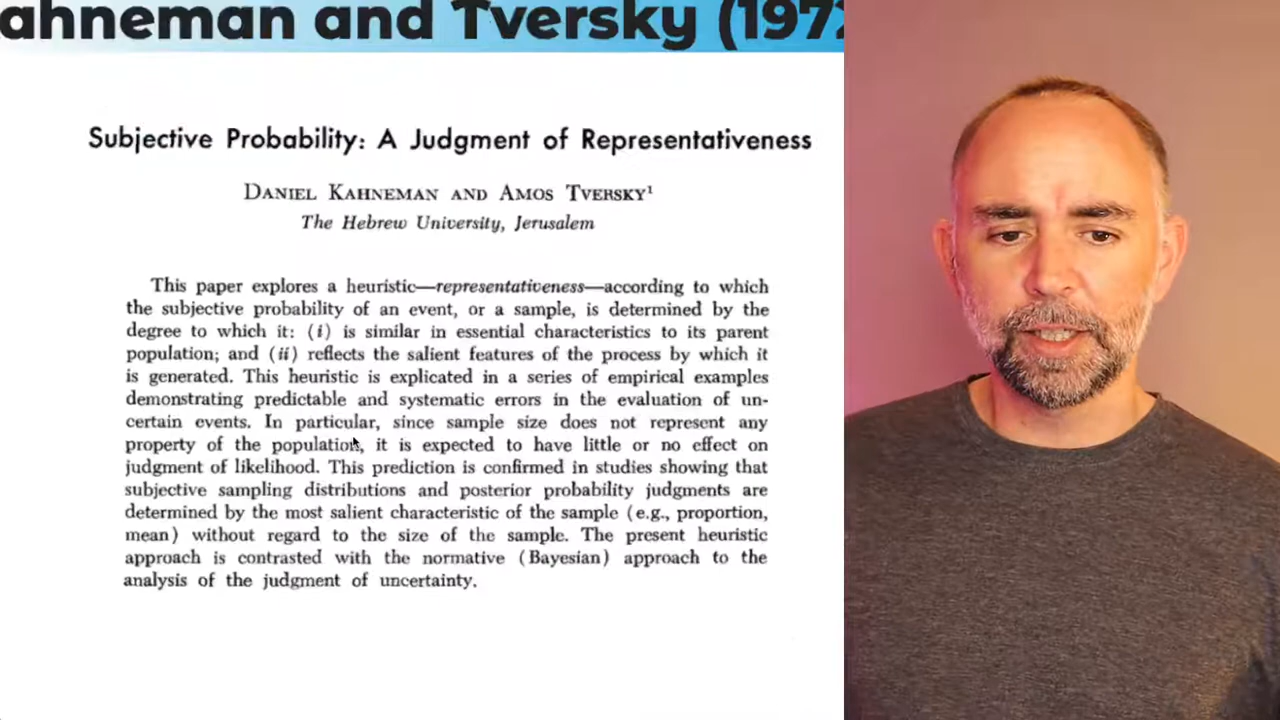 ahneman and Tversky (1972
Subjective Probability: A Judgment of Representativeness
DANIEL KAHNEMAN AND AMOS TVERSKY¹
The Hebrew University, Jerusalem
This paper explores a heuristic—representativeness—according to which
the subjective probability of an event, or a sample, is determined by the
degree to which it: (i) is similar in essential characteristics to its parent
population; and (ii) reflects the salient features of the process by which it
is generated. This heuristic is explicated in a series of empirical examples
demonstrating predictable and systematic errors in the evaluation of un-
certain events. In particular, since sample size does not represent any
property of the population, it is expected to have little or no effect on
judgment of likelihood. This prediction is confirmed in studies showing that
subjective sampling distributions and posterior probability judgments are
determined by the most salient characteristic of the sample (e.g., proportion,
mean) without regard to the size of the sample. The present heuristic
approach is contrasted with the normative (Bayesian) approach to the
analysis of the judgment of uncertainty.